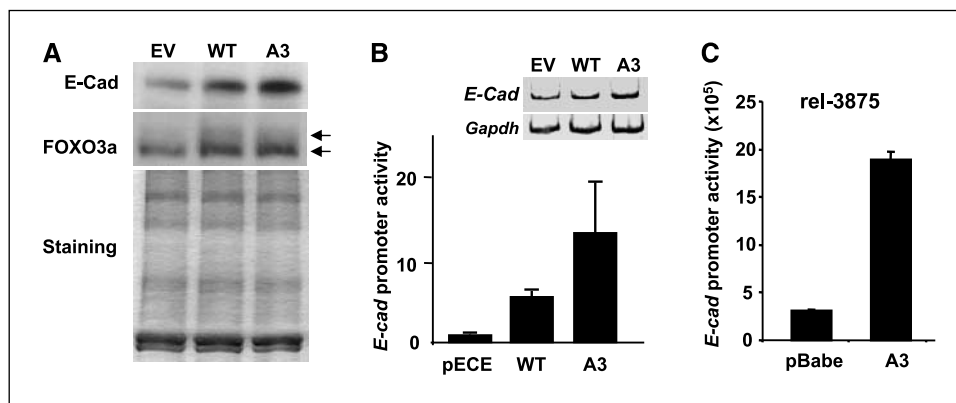 A
EV WT A3
E-Cad
FOXO3a
Staining
B
EV WT A3
E-Cad
Gapdh
E-cad promoter activity
20
10
0
pECE WT A3
C
rel-3875
E-cad promoter activity (x10⁵)
25
20
15
10
5
0
pBabe A3